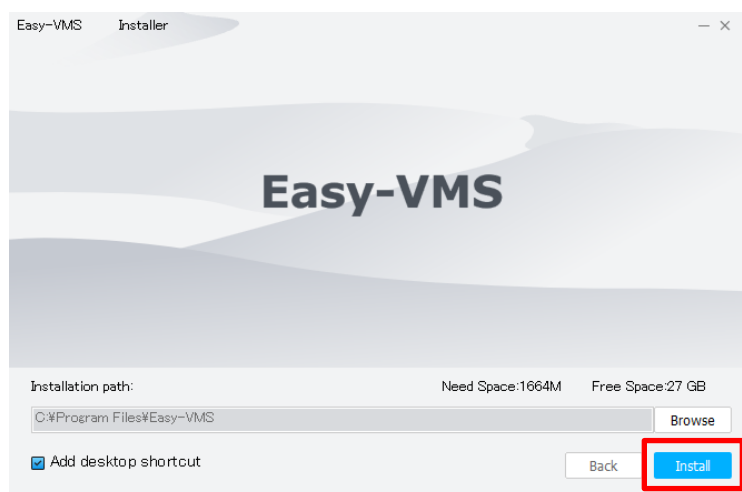 Easy-VMS Installer
Easy-VMS
Installation path: Need Space:1664M Free Space:27 GB
C:¥Program Files¥Easy-VMS Browse
Add desktop shortcut Back Install